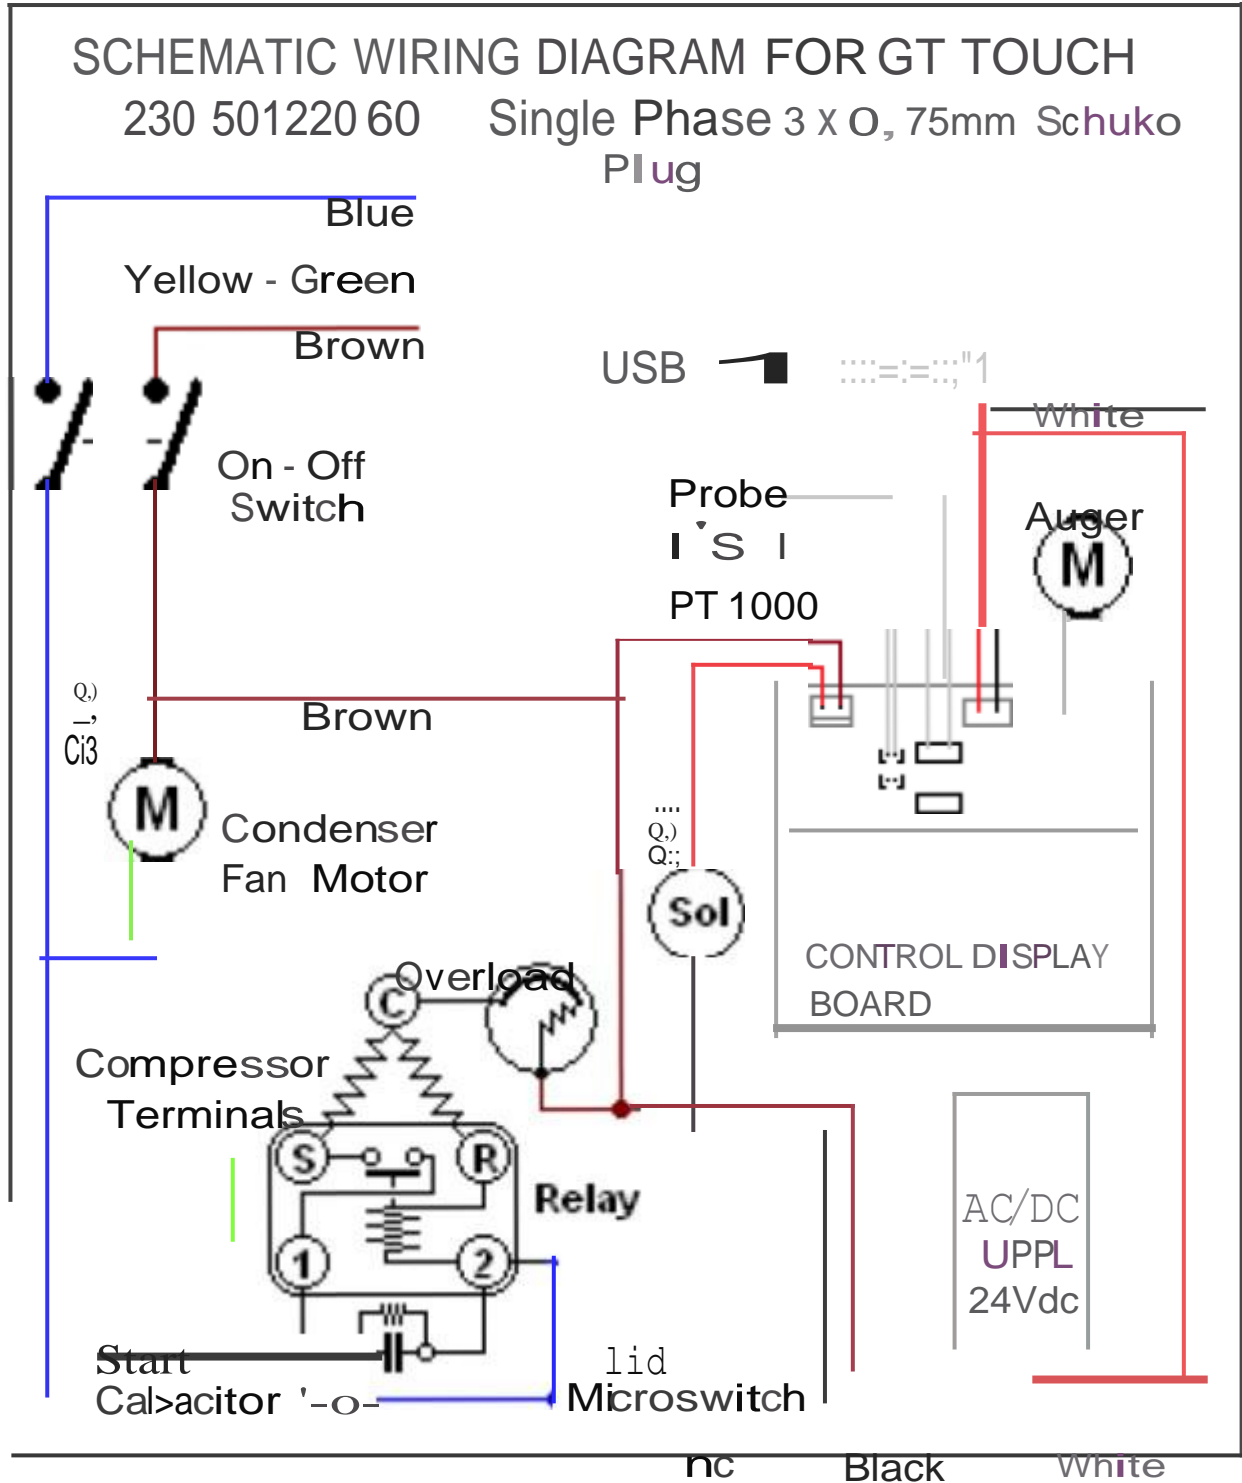 SCHEMATIC WIRING DIAGRAM FOR GT TOUCH
230 501220 60 Single Phase 3 X O, 75mm Schuko
Plug
Blue
Yellow - Green
Brown
USB
White
On - Off
Switch
Probe
Auger
M
PT 1000
Brown
M
Condenser
Fan Motor
Sol
CONTROL DISPLAY
BOARD
Overload
C
Compressor
Terminals
S
R
Relay
1
2
AC/DC
UPPL
24Vdc
Start
Cal>acitor
lid
Microswitch
nc
Black
White